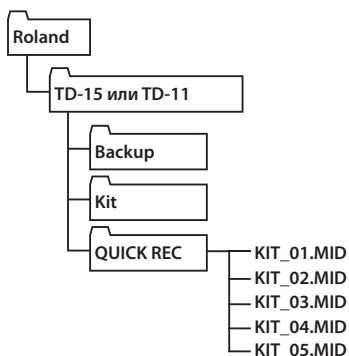 Roland
TD-15 или TD-11
Backup
Kit
QUICK REC
KIT_01.MID
KIT_02.MID
KIT_03.MID
KIT_04.MID
KIT_05.MID